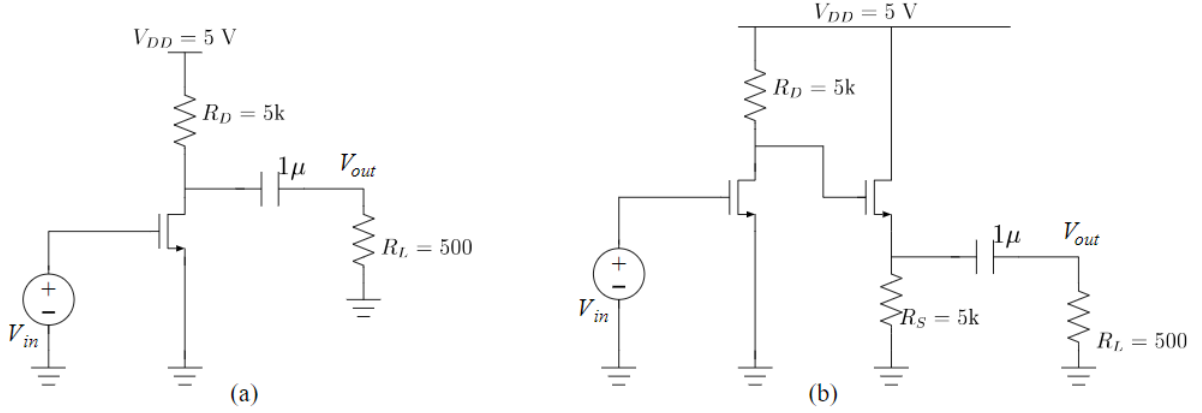 V_DD = 5 V
R_D = 5k
1μ
V_out
R_L = 500
V_in
(a)
V_DD = 5 V
R_D = 5k
1μ
V_out
V_in
R_S = 5k
R_L = 500
(b)